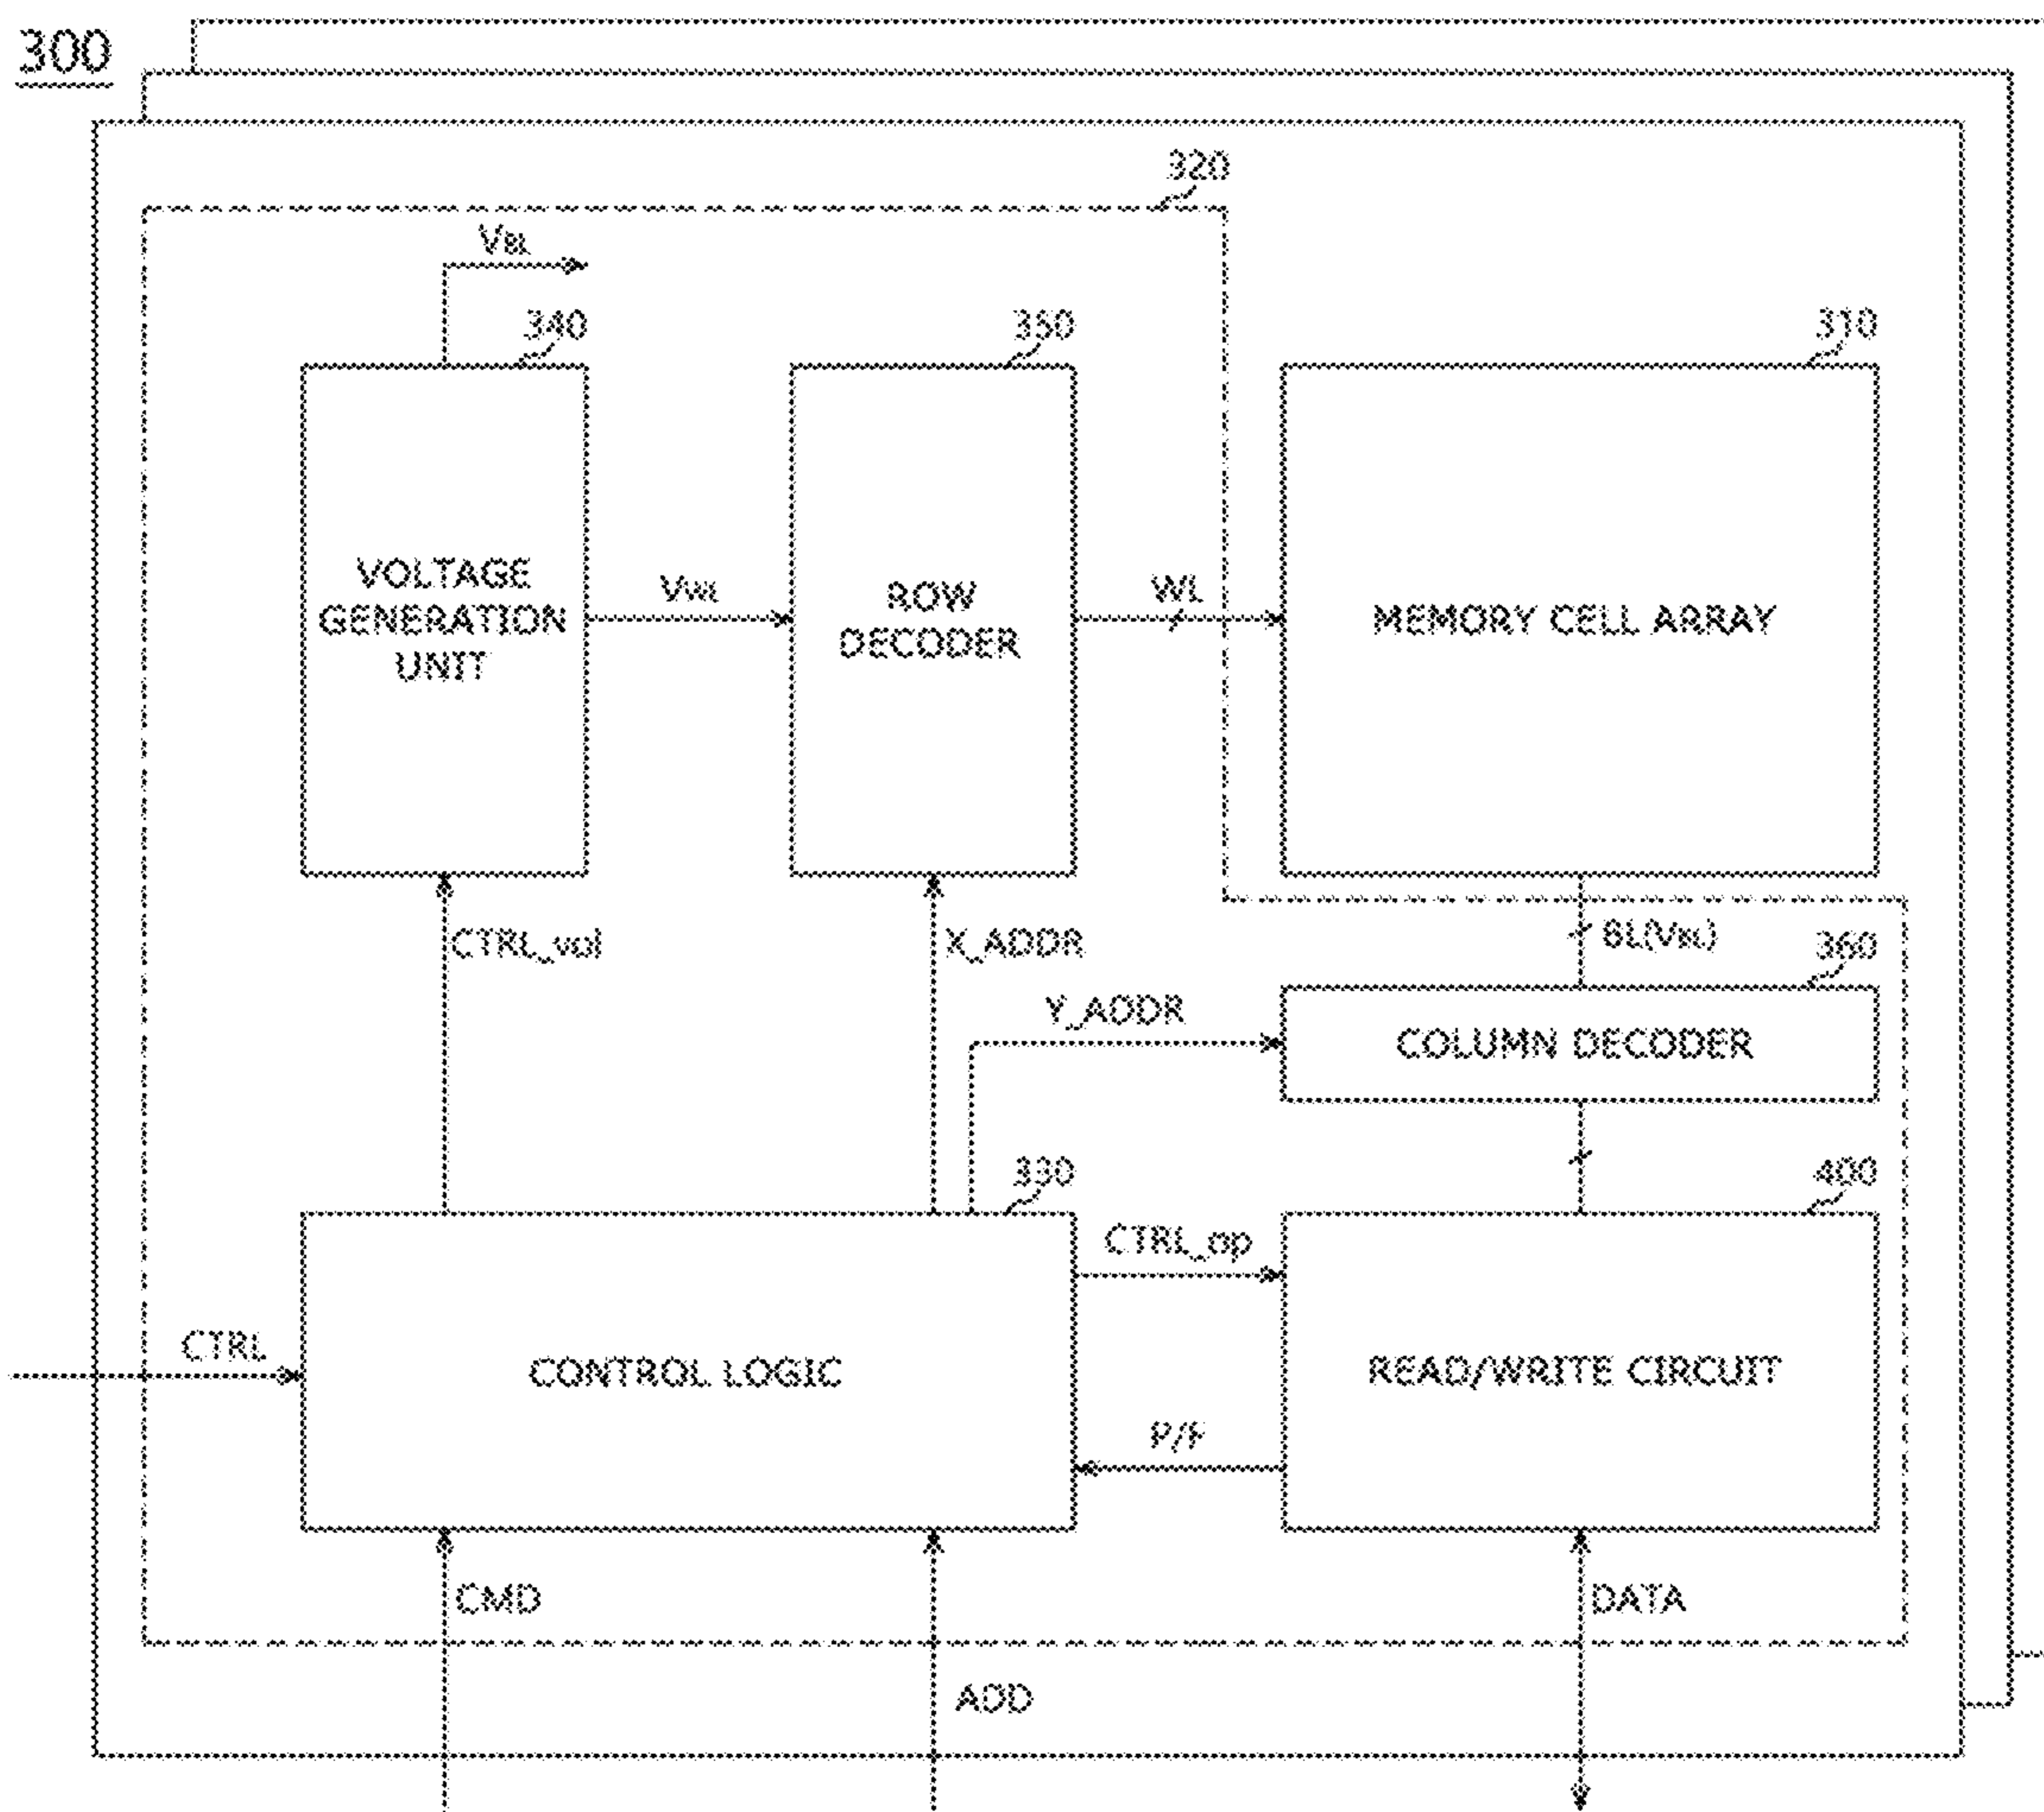 300
320
VBL
340
350
310
VOLTAGE
GENERATION
UNIT
VWL
ROW
DECODER
WL
MEMORY CELL ARRAY
CTRL_vol
X_ADDR
BL(VBL)
360
Y_ADDR
COLUMN DECODER
330
400
CTRL_op
CTRL
CONTROL LOGIC
READ/WRITE CIRCUIT
P/F
CMD
DATA
ADD